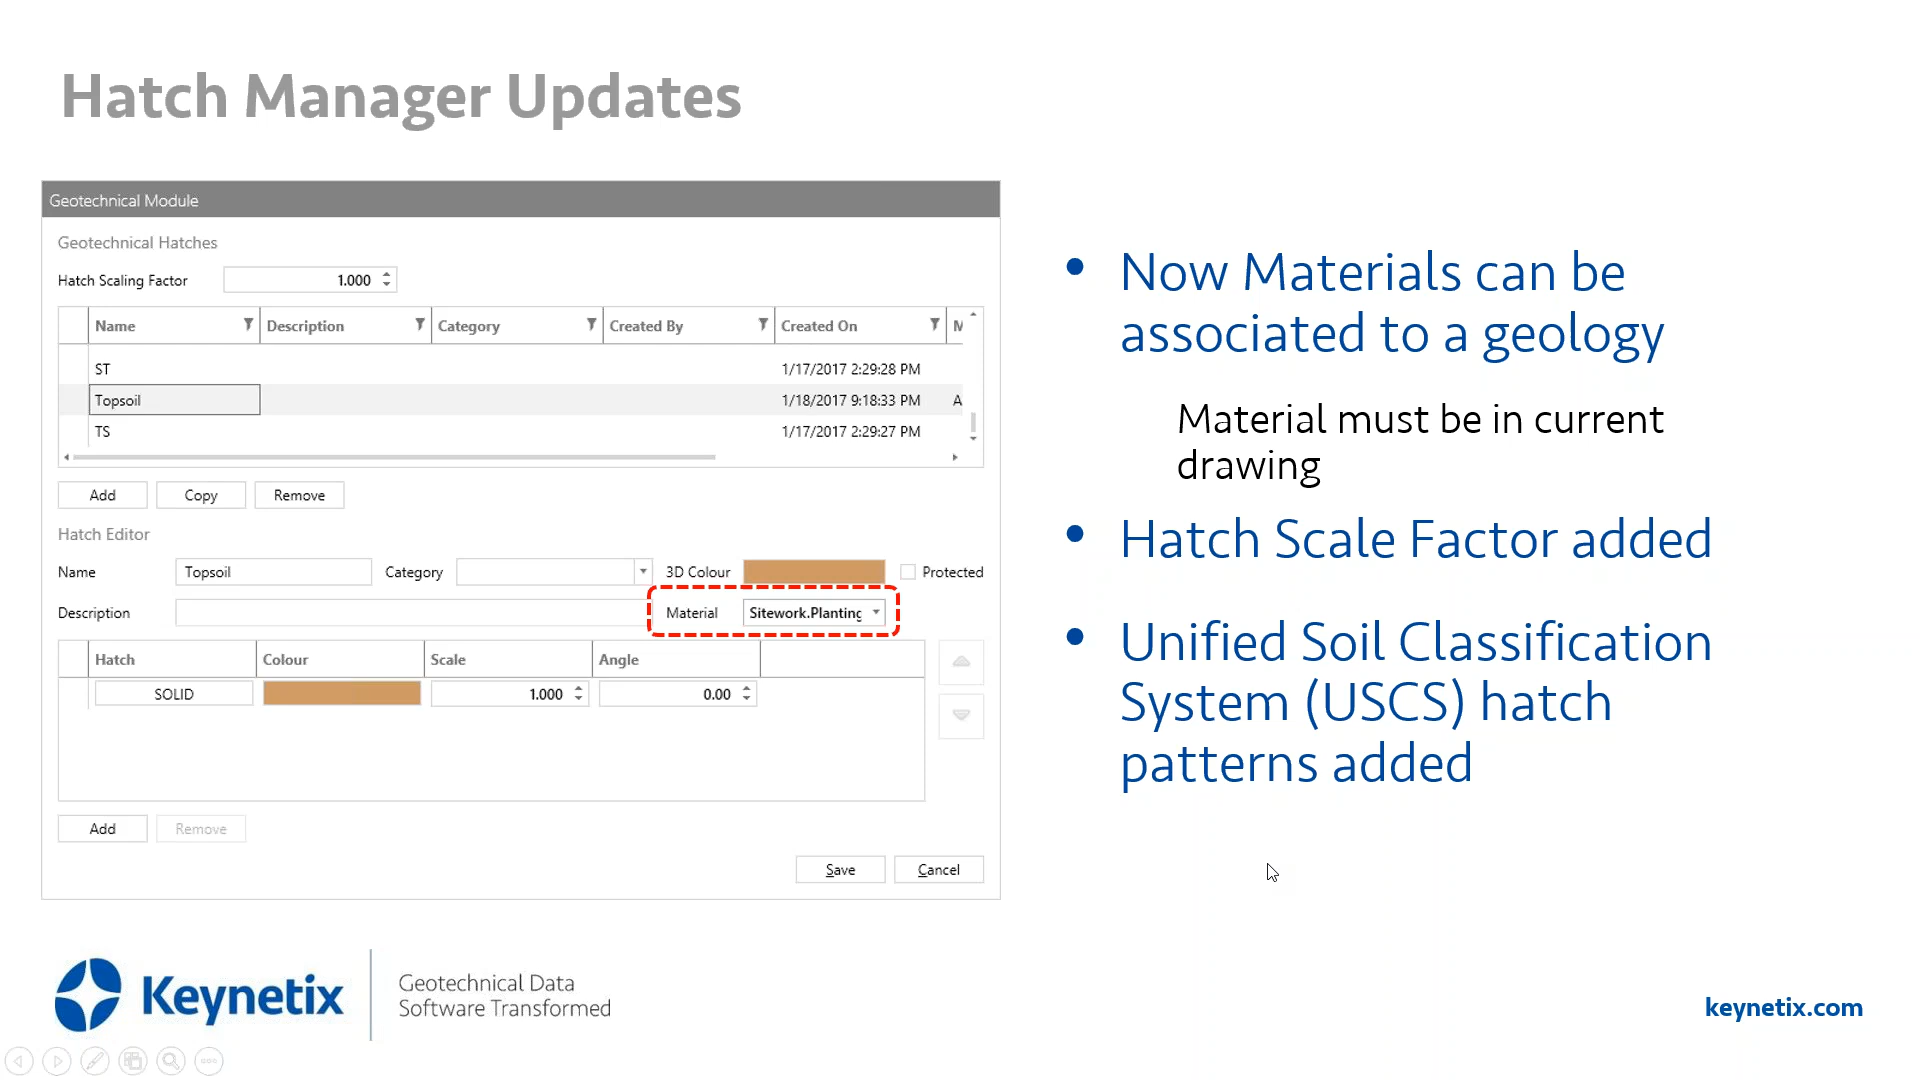 Hatch Manager Updates
Geotechnical Module
Geotechnical Hatches
Hatch Scaling Factor 1.000
Name Description Category Created By Created On M
ST 1/17/2017 2:29:28 PM
Topsoil 1/18/2017 9:18:33 PM A
TS 1/17/2017 2:29:27 PM
Add Copy Remove
Hatch Editor
Name Topsoil Category 3D Colour Protected
Description Material Sitework.Planting
Hatch Colour Scale Angle
SOLID 1.000 0.00
Add Remove
Save Cancel
• Now Materials can be
associated to a geology
Material must be in current
drawing
• Hatch Scale Factor added
• Unified Soil Classification
System (USCS) hatch
patterns added
Keynetix
Geotechnical Data
Software Transformed
keynetix.com